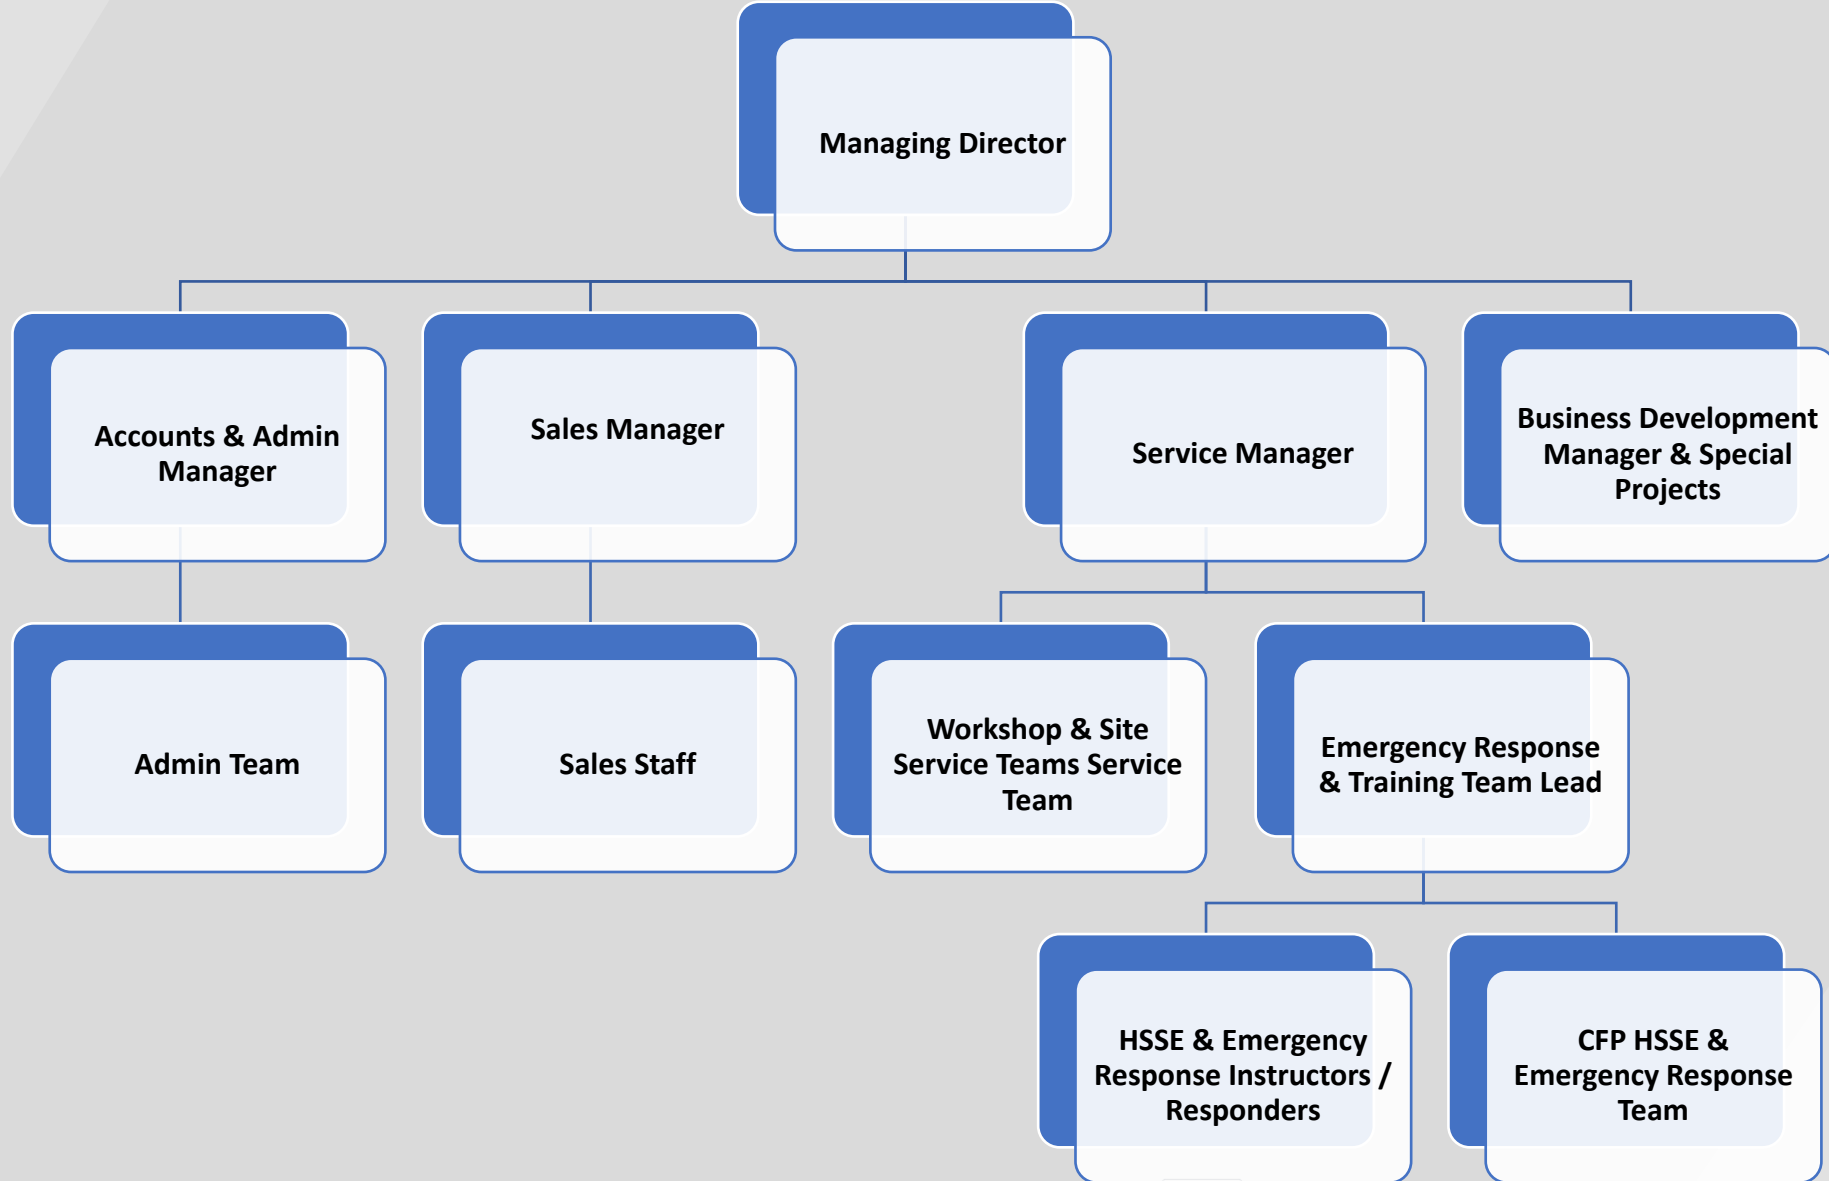 Managing Director
Accounts & Admin
Manager
Sales Manager
Service Manager
Business Development
Manager & Special
Projects
Admin Team
Sales Staff
Workshop & Site
Service Teams Service
Team
Emergency Response
& Training Team Lead
HSSE & Emergency
Response Instructors /
Responders
CFP HSSE &
Emergency Response
Team